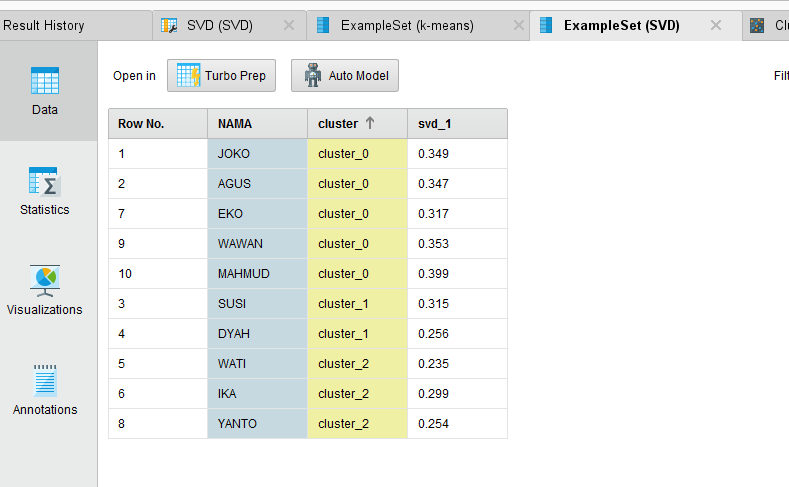 Result History SVD (SVD) ExampleSet (k-means) ExampleSet (SVD)
Data
Statistics
Visualizations
Annotations
Open in Turbo Prep Auto Model
Row No. NAMA cluster svd_1
1 JOKO cluster_0 0.349
2 AGUS cluster_0 0.347
7 EKO cluster_0 0.317
9 WAWAN cluster_0 0.353
10 MAHMUD cluster_0 0.399
3 SUSI cluster_1 0.315
4 DYAH cluster_1 0.256
5 WATI cluster_2 0.235
6 IKA cluster_2 0.299
8 YANTO cluster_2 0.254